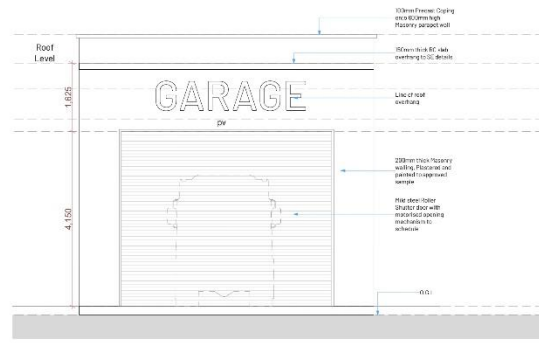 100mm Precast Coping
onto 600mm high
Masonry parapet wall
Roof
Level
150mm thick RC slab
overhang to SE details
GARAGE
Line of roof
overhang
1,625
pv
200mm thick Masonry
walling. Plastered and
painted to approved
sample
Mild steel Roller
Shutter door with
motorised opening
mechanism to
schedule
4,150